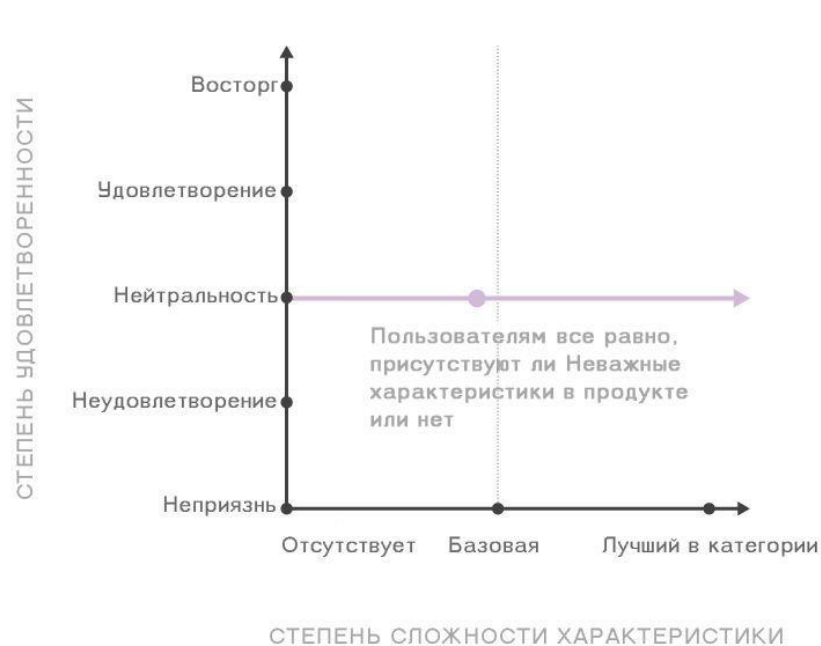 СТЕПЕНЬ УДОВЛЕТВОРЕННОСТИ
Восторг
Удовлетворение
Нейтральность
Пользователям все равно,
присутствуют ли Неважные
характеристики в продукте
или нет
Неудовлетворение
Неприязнь
Отсутствует
Базовая
Лучший в категории
СТЕПЕНЬ СЛОЖНОСТИ ХАРАКТЕРИСТИКИ